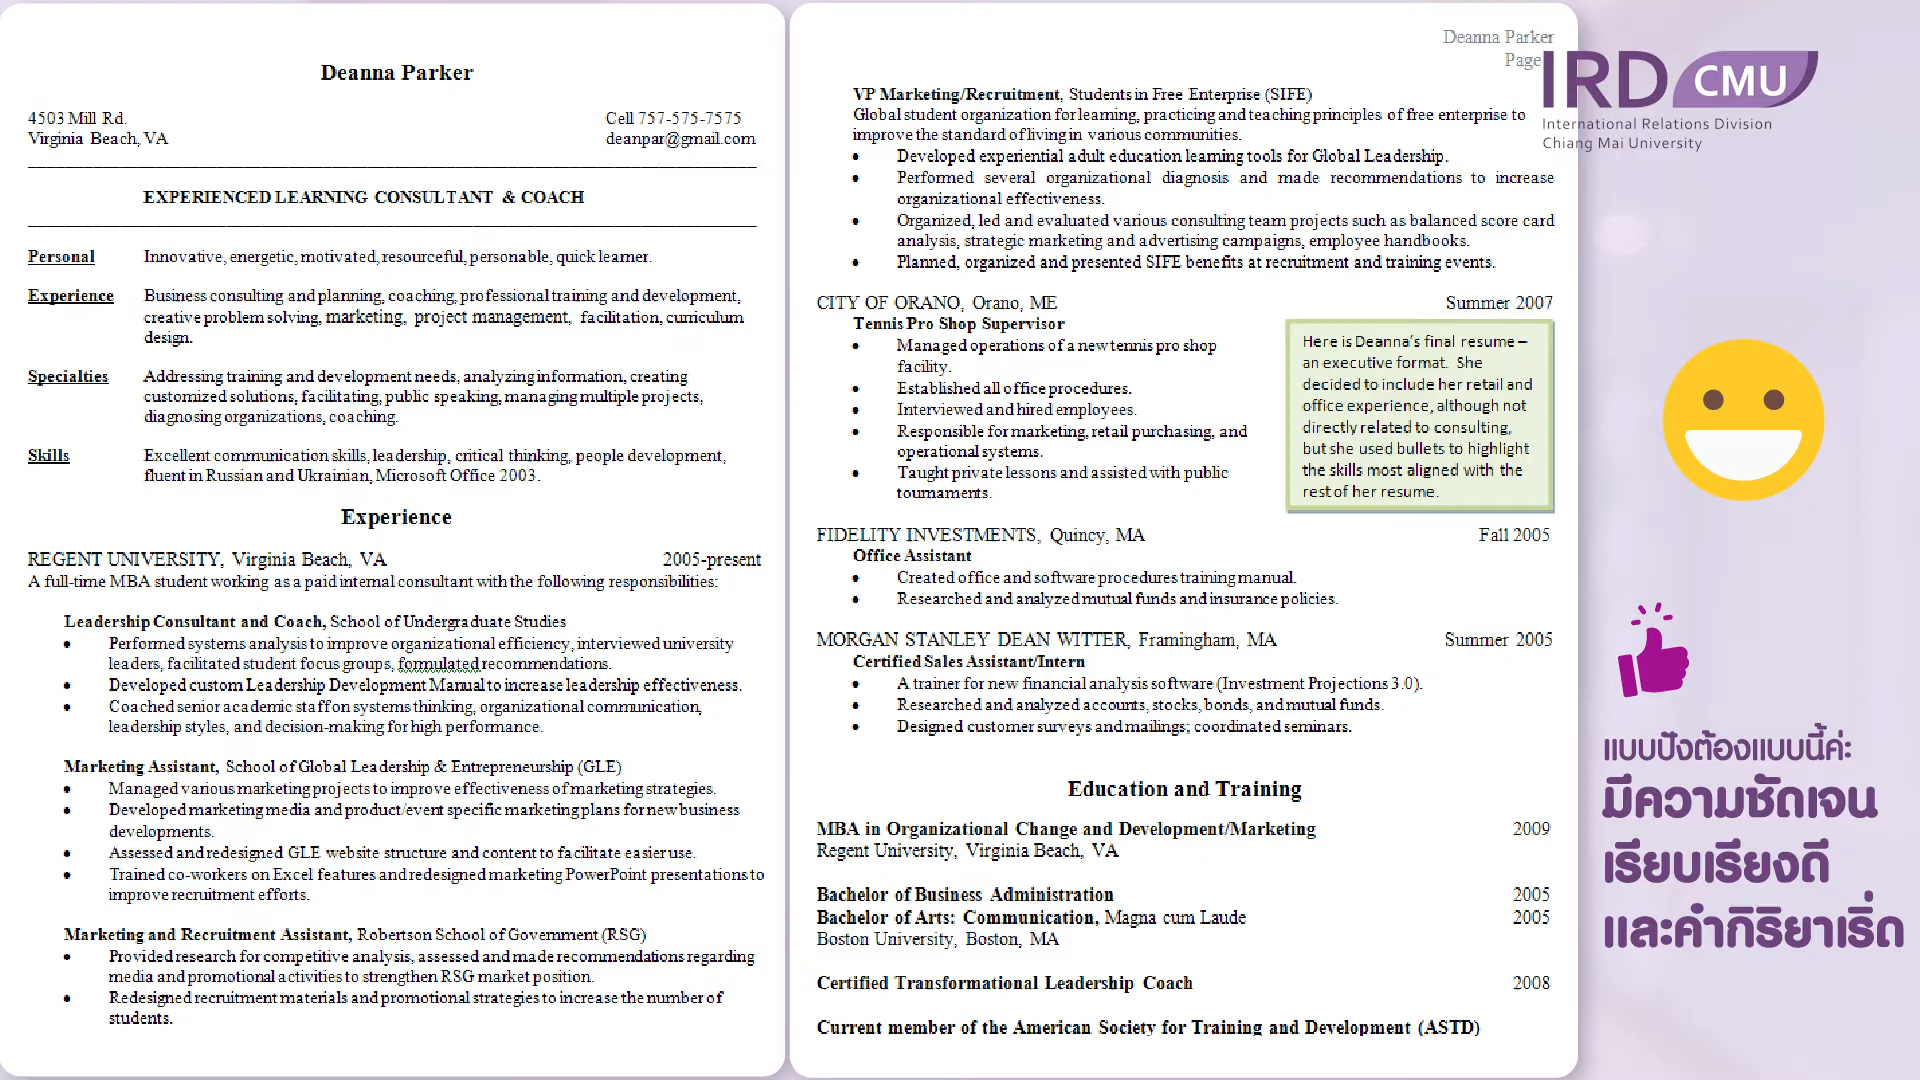 Deanna Parker
4503 Mill Rd.
Cell 757-575-7575
Virginia Beach, VA
deanpar@gmail.com
EXPERIENCED LEARNING CONSULTANT & COACH
Personal
Innovative, energetic, motivated, resourceful, personable, quick learner.
Experience
Business consulting and planning, coaching, professional training and development,
creative problem solving, marketing, project management, facilitation, curriculum
design.
Specialties
Addressing training and development needs, analyzing information, creating
customized solutions, facilitating, public speaking, managing multiple projects,
diagnosing organizations, coaching.
Skills
Excellent communication skills, leadership, critical thinking, people development,
fluent in Russian and Ukrainian, Microsoft Office 2003.
Experience
REGENT UNIVERSITY, Virginia Beach, VA
2005-present
A full-time MBA student working as a paid internal consultant with the following responsibilities:
Leadership Consultant and Coach, School of Undergraduate Studies
• Performed systems analysis to improve organizational efficiency, interviewed university
leaders, facilitated student focus groups, formulated recommendations.
• Developed custom Leadership Development Manual to increase leadership effectiveness.
• Coached senior academic staff on systems thinking, organizational communication,
leadership styles, and decision-making for high performance.
Marketing Assistant, School of Global Leadership & Entrepreneurship (GLE)
• Managed various marketing projects to improve effectiveness of marketing strategies.
• Developed marketing media and product/event specific marketing plans for new business
developments.
• Assessed and redesigned GLE website structure and content to facilitate easier use.
• Trained co-workers on Excel features and redesigned marketing PowerPoint presentations to
improve recruitment efforts.
Marketing and Recruitment Assistant, Robertson School of Government (RSG)
• Provided research for competitive analysis, assessed and made recommendations regarding
media and promotional activities to strengthen RSG market position.
• Redesigned recruitment materials and promotional strategies to increase the number of
students.
Deanna Parker
Page
VP Marketing/Recruitment, Students in Free Enterprise (SIFE)
Global student organization for learning, practicing and teaching principles of free enterprise to
improve the standard of living in various communities.
• Developed experiential adult education learning tools for Global Leadership.
• Performed several organizational diagnosis and made recommendations to increase
organizational effectiveness.
• Organized, led and evaluated various consulting team projects such as balanced score card
analysis, strategic marketing and advertising campaigns, employee handbooks.
• Planned, organized and presented SIFE benefits at recruitment and training events.
CITY OF ORANO, Orano, ME
Summer 2007
Tennis Pro Shop Supervisor
• Managed operations of a new tennis pro shop
facility.
• Established all office procedures.
• Interviewed and hired employees.
• Responsible for marketing, retail purchasing, and
operational systems.
• Taught private lessons and assisted with public
tournaments.
Here is Deanna's final resume –
an executive format. She
decided to include her retail and
office experience, although not
directly related to consulting,
but she used bullets to highlight
the skills most aligned with the
rest of her resume.
FIDELITY INVESTMENTS, Quincy, MA
Fall 2005
Office Assistant
• Created office and software procedures training manual.
• Researched and analyzed mutual funds and insurance policies.
MORGAN STANLEY DEAN WITTER, Framingham, MA
Summer 2005
Certified Sales Assistant/Intern
• A trainer for new financial analysis software (Investment Projections 3.0).
• Researched and analyzed accounts, stocks, bonds, and mutual funds.
• Designed customer surveys and mailings; coordinated seminars.
Education and Training
MBA in Organizational Change and Development/Marketing
2009
Regent University, Virginia Beach, VA
Bachelor of Business Administration
2005
Bachelor of Arts: Communication, Magna cum Laude
2005
Boston University, Boston, MA
Certified Transformational Leadership Coach
2008
Current member of the American Society for Training and Development (ASTD)
IRD CMU
International Relations Division
Chiang Mai University
แบบปังต้องแบบนี้ค่ะ
มีความชัดเจน
เรียบเรียงดี
และคำกิริยาเริ่ด